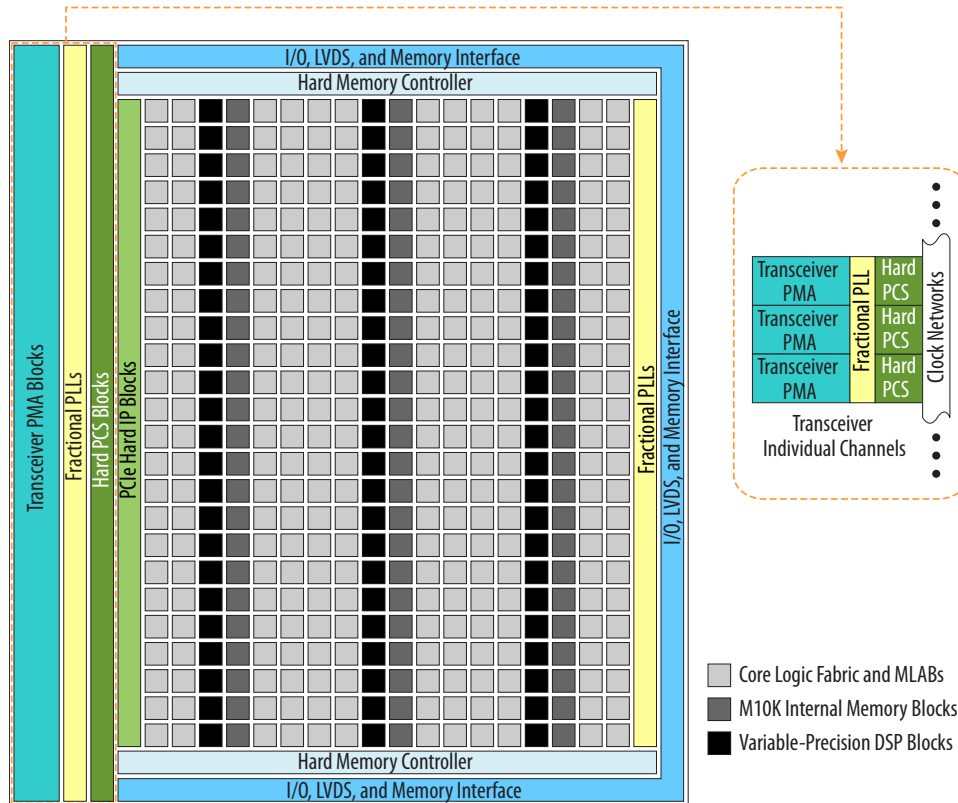 I/O, LVDS, and Memory Interface
Hard Memory Controller
Transceiver PMA Blocks
Fractional PLLs
Hard PCS Blocks
PCIe Hard IP Blocks
Fractional PLLs
I/O, LVDS, and Memory Interface
Hard Memory Controller
I/O, LVDS, and Memory Interface
Transceiver
PMA
Transceiver
PMA
Transceiver
PMA
Fractional PLL
Hard
PCS
Hard
PCS
Hard
PCS
Clock Networks
Transceiver
Individual Channels
Core Logic Fabric and MLABs
M10K Internal Memory Blocks
Variable-Precision DSP Blocks